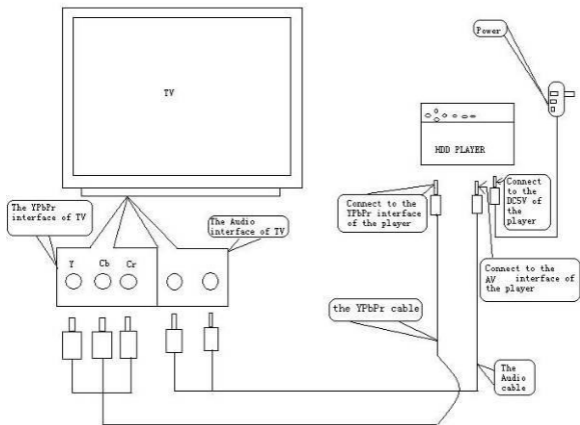 Power
TV
HDD PLAYER
The YPbPr
interface of TV
The Audio
interface of TV
Connect to the
YPbPr interface
of the player
Connect
to the
DC5V of
the
player
Y Cb Cr
Connect to the
AV interface of
the player
the YPbPr cable
The
Audio
cable